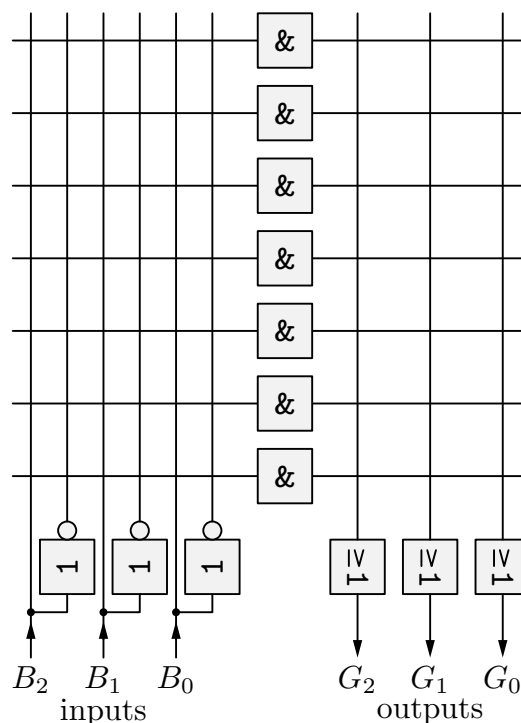 &
&
&
&
&
&
&
1 1 1 ≥1 ≥1 ≥1
B₂ B₁ B₀ G₂ G₁ G₀
inputs outputs